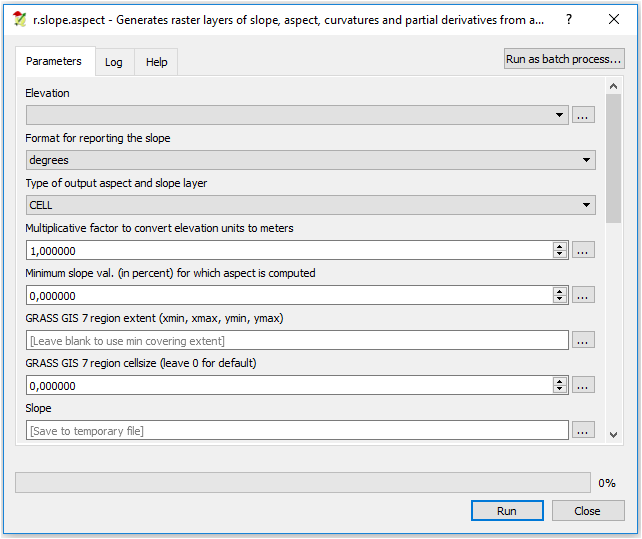 r.slope.aspect - Generates raster layers of slope, aspect, curvatures and partial derivatives from a...
? ×
Parameters Log Help Run as batch process...
Elevation
...
Format for reporting the slope
degrees
Type of output aspect and slope layer
CELL
Multiplicative factor to convert elevation units to meters
1,000000 ...
Minimum slope val. (in percent) for which aspect is computed
0,000000 ...
GRASS GIS 7 region extent (xmin, xmax, ymin, ymax)
[Leave blank to use min covering extent] ...
GRASS GIS 7 region cellsize (leave 0 for default)
0,000000 ...
Slope
[Save to temporary file] ...
0%
Run Close